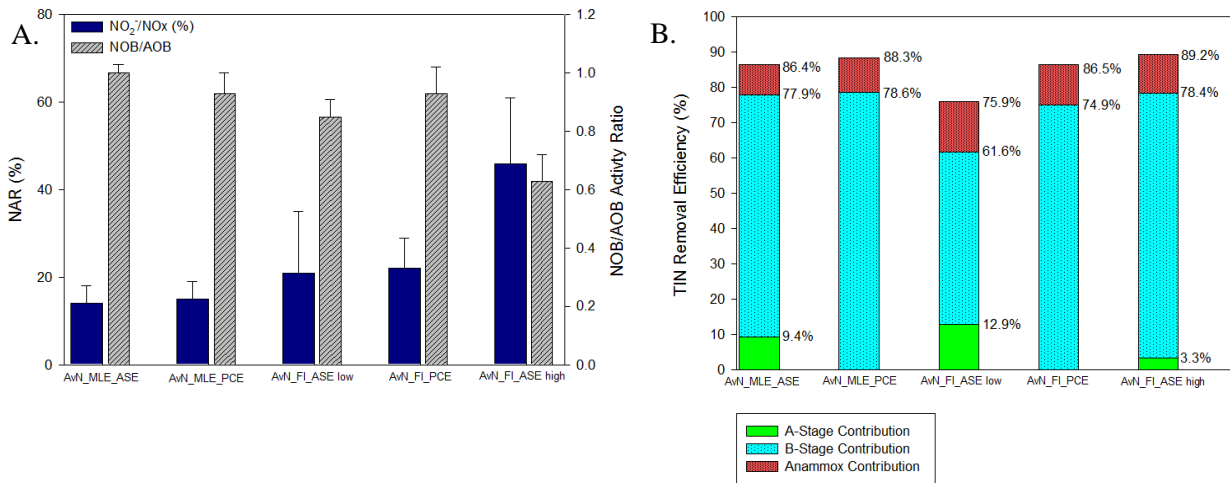 A.
NO2-/NOx (%)
NOB/AOB
NAR (%)
80
60
40
20
0
1.2
1.0
0.8
0.6
0.4
0.2
0.0
NOB/AOB Activty Ratio
AvN_MLE_ASE
AvN_MLE_PCE
AvN_FI_ASE low
AvN_FI_PCE
AvN_FI_ASE high
B.
TIN Removal Efficiency (%)
100
90
80
70
60
50
40
30
20
10
0
86.4%
77.9%
9.4%
88.3%
78.6%
75.9%
61.6%
12.9%
86.5%
74.9%
89.2%
78.4%
3.3%
AvN_MLE_ASE
AvN_MLE_PCE
AvN_FI_ASE low
AvN_FI_PCE
AvN_FI_ASE high
A-Stage Contribution
B-Stage Contribution
Anammox Contribution